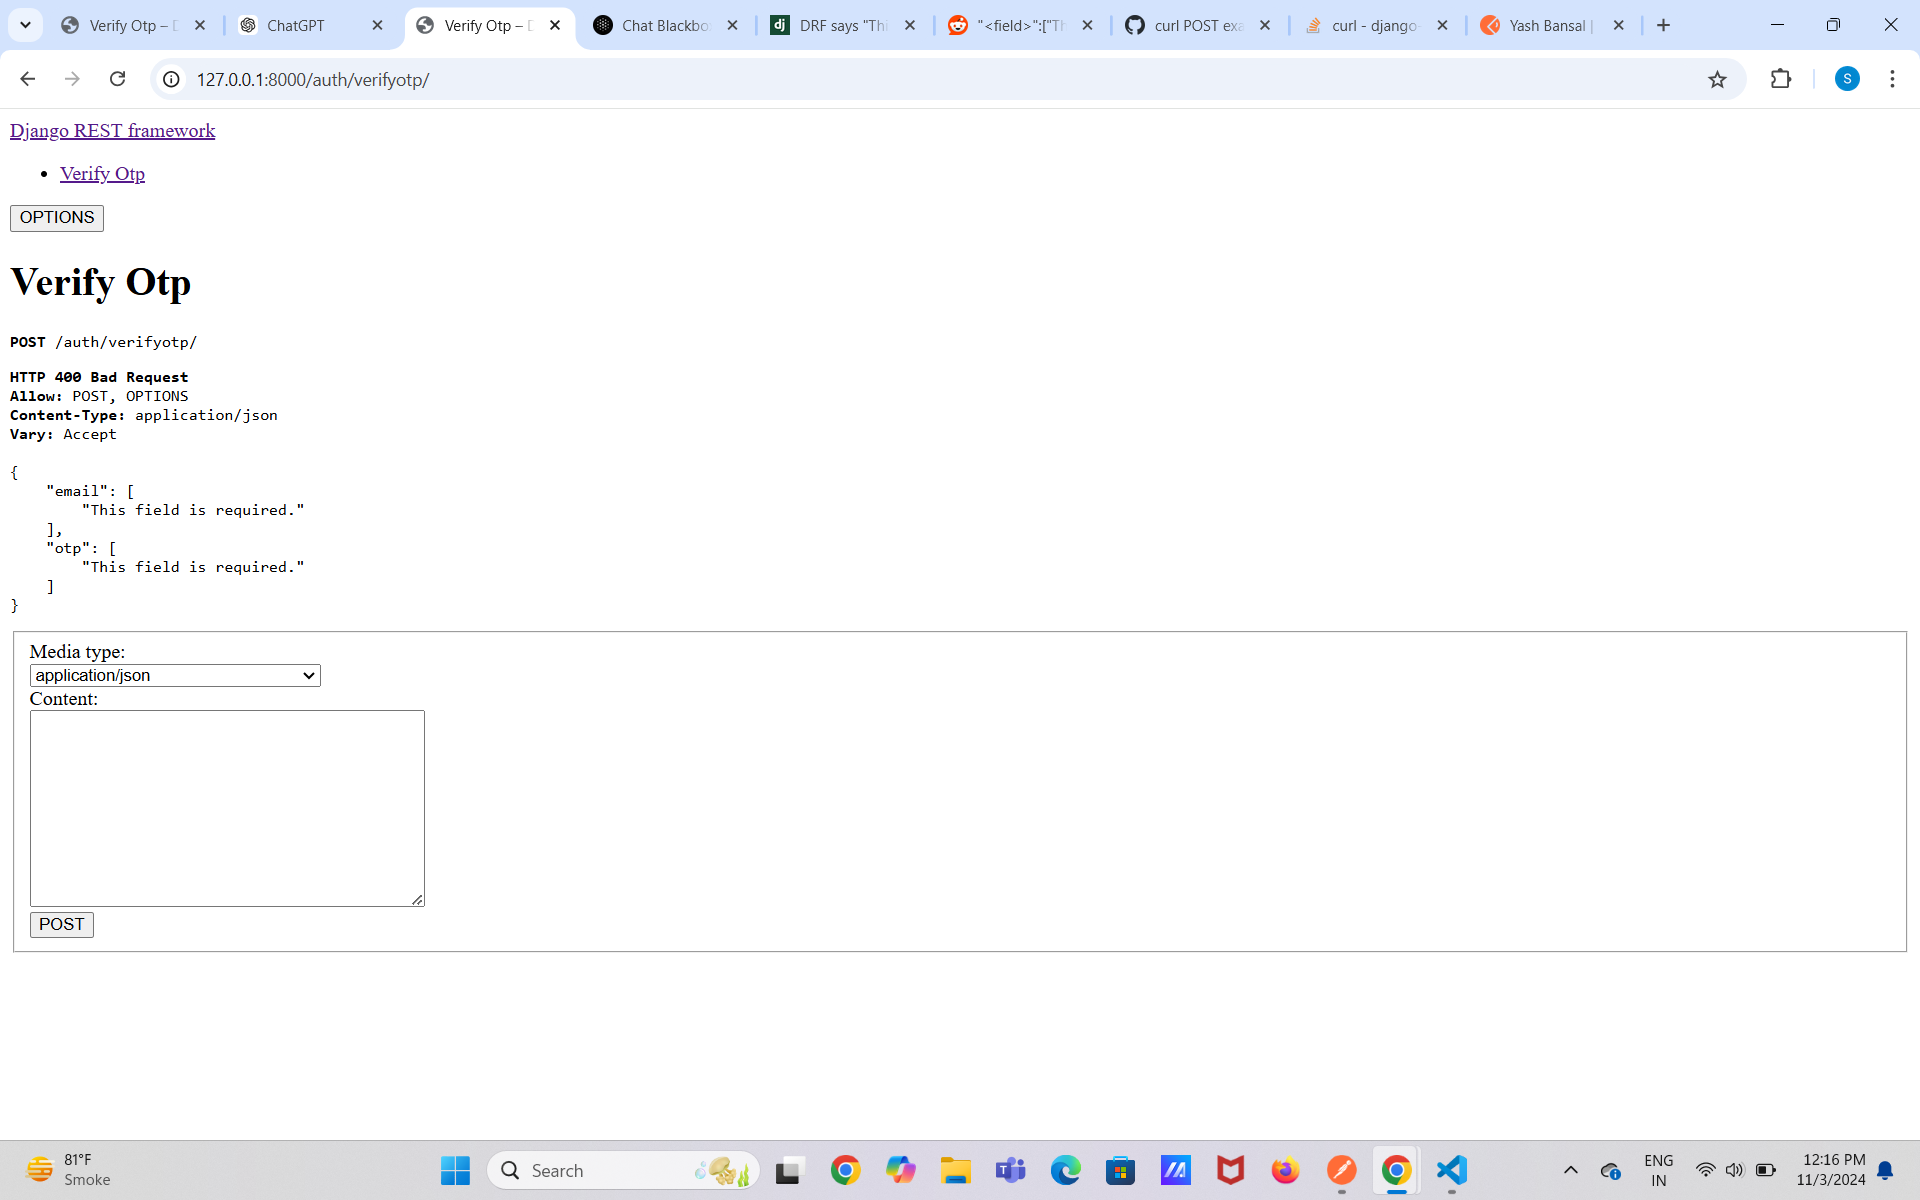 Verify Otp – D
ChatGPT
Verify Otp – D
Chat Blackbo
DRF says "Thi
"<field>":["Th
curl POST exa
curl - django-
Yash Bansal |
127.0.0.1:8000/auth/verifyotp/
S
Django REST framework
Verify Otp
OPTIONS
Verify Otp
POST /auth/verifyotp/
HTTP 400 Bad Request
Allow: POST, OPTIONS
Content-Type: application/json
Vary: Accept
{
    "email": [
        "This field is required."
    ],
    "otp": [
        "This field is required."
    ]
}
Media type:
application/json
Content:
POST
81°F
Smoke
Search
ENG
IN
12:16 PM
11/3/2024